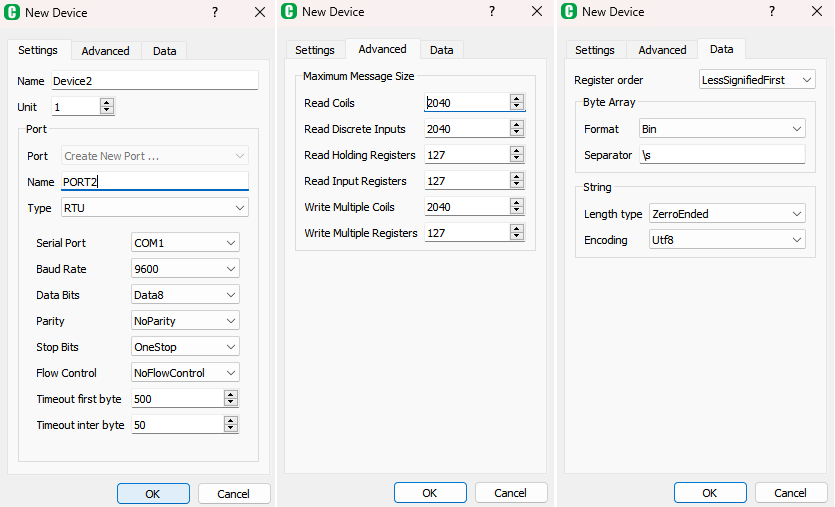 New Device ? ×
Settings Advanced Data
Name Device2
Unit 1
Port
Port Create New Port ...
Name PORT2
Type RTU
Serial Port COM1
Baud Rate 9600
Data Bits Data8
Parity NoParity
Stop Bits OneStop
Flow Control NoFlowControl
Timeout first byte 500
Timeout inter byte 50
OK Cancel
New Device ? ×
Settings Advanced Data
Maximum Message Size
Read Coils 2040
Read Discrete Inputs 2040
Read Holding Registers 127
Read Input Registers 127
Write Multiple Coils 2040
Write Multiple Registers 127
OK Cancel
New Device ? ×
Settings Advanced Data
Register order LessSignifiedFirst
Byte Array
Format Bin
Separator \s
String
Length type ZerroEnded
Encoding Utf8
OK Cancel